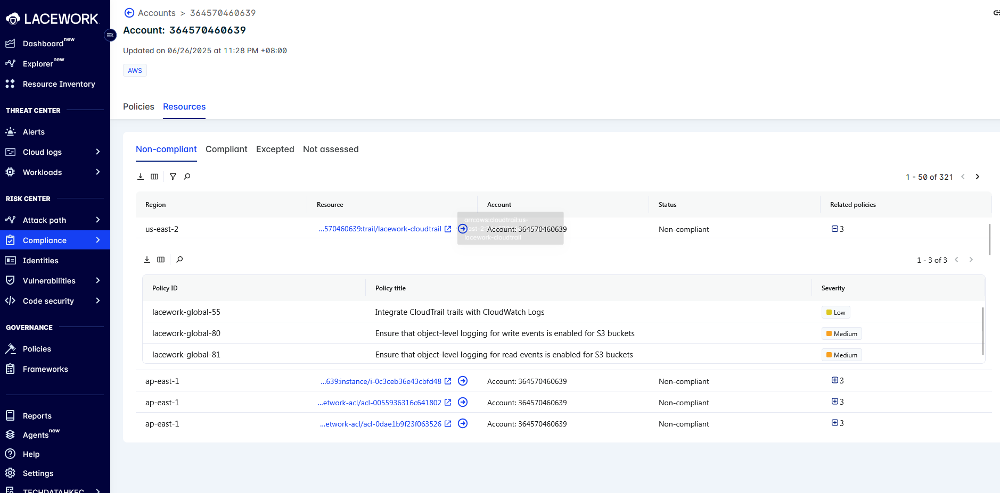 Accounts > 364570460639
LACEWORK
Account: 364570460639
Updated on 06/26/2025 at 11:28 PM +08:00
AWS
Dashboard new
Explorer new
Resource Inventory
THREAT CENTER
Alerts
Cloud logs
Workloads
RISK CENTER
Attack path
Compliance
Identities
Vulnerabilities
Code security
GOVERNANCE
Policies
Frameworks
Reports
Agents new
Help
Settings
TECHDATAHKEC
Policies Resources
Non-compliant Compliant Excepted Not assessed
1 - 50 of 321
Region Resource Account Status Related policies
us-east-2 ...570460639:trail/lacework-cloudtrail Account: 364570460639 Non-compliant 3
arn:aws:cloudtrail:us-
lacework-cloudtrail
1 - 3 of 3
Policy ID Policy title Severity
lacework-global-55 Integrate CloudTrail trails with CloudWatch Logs Low
lacework-global-80 Ensure that object-level logging for write events is enabled for S3 buckets Medium
lacework-global-81 Ensure that object-level logging for read events is enabled for S3 buckets Medium
ap-east-1 ...639:instance/i-0c3ceb36e43cbfd48 Account: 364570460639 Non-compliant 3
ap-east-1 ...etwork-acl/acl-0055936316c641802 Account: 364570460639 Non-compliant 3
ap-east-1 ...etwork-acl/acl-0dae1b9f23f063526 Account: 364570460639 Non-compliant 3